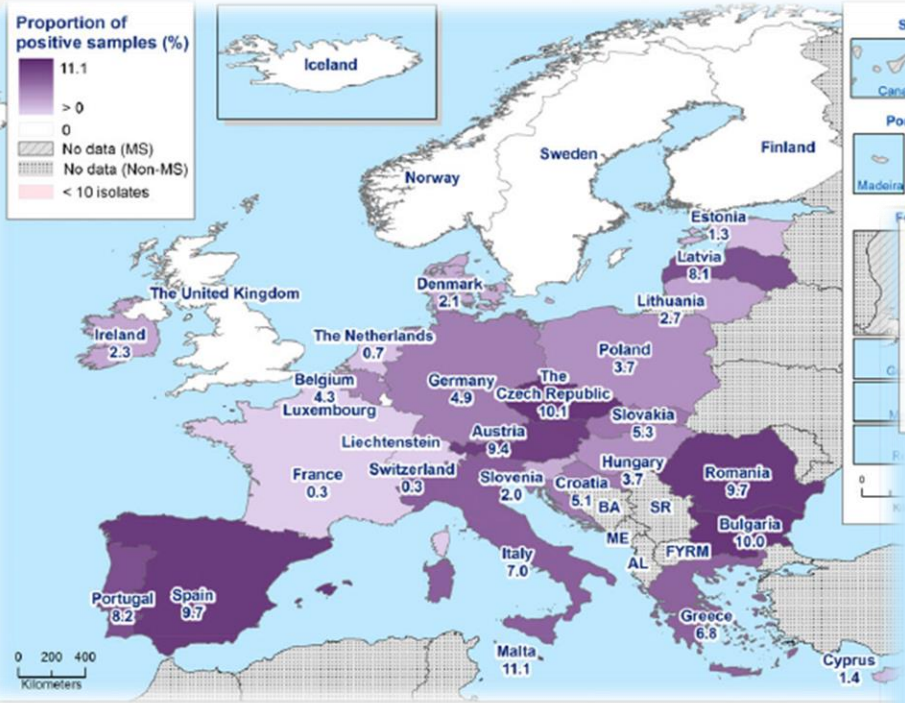 Proportion of
positive samples (%)
11.1
> 0
0
No data (MS)
No data (Non-MS)
< 10 isolates
Iceland
Norway
Sweden
Finland
Estonia
1.3
Latvia
8.1
Lithuania
2.7
Denmark
2.1
The United Kingdom
Ireland
2.3
The Netherlands
0.7
Belgium
4.3
Luxembourg
Germany
4.9
Poland
3.7
The
Czech Republic
10.1
Slovakia
5.3
Austria
9.4
Liechtenstein
Switzerland
0.3
France
0.3
Hungary
3.7
Slovenia
2.0
Croatia
5.1
Romania
9.7
BA
SR
Bulgaria
10.0
ME
FYRM
AL
Italy
7.0
Portugal
8.2
Spain
9.7
Greece
6.8
Malta
11.1
Cyprus
1.4
0 200 400
Kilometers
Madeira
0